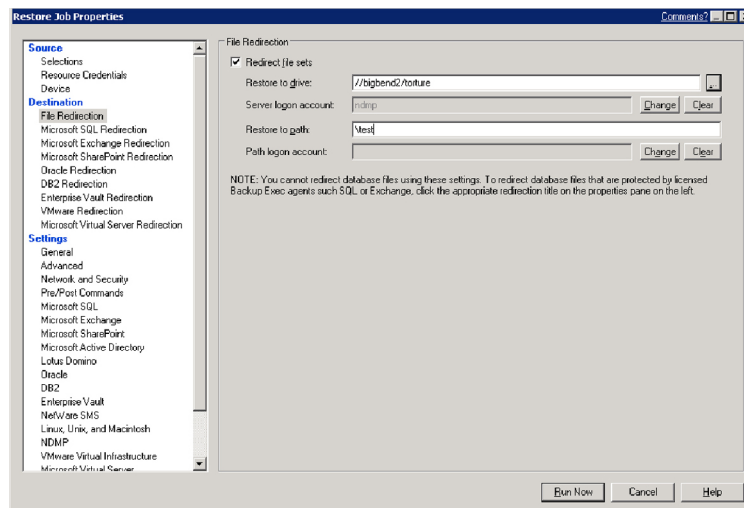 Restore Job Properties
Comments?
Source
Selections
Resource Credentials
Device
Destination
File Redirection
Microsoft SQL Redirection
Microsoft Exchange Redirection
Microsoft SharePoint Redirection
Oracle Redirection
DB2 Redirection
Enterprise Vault Redirection
VMware Redirection
Microsoft Virtual Server Redirection
Settings
General
Advanced
Network and Security
Pre/Post Commands
Microsoft SQL
Microsoft Exchange
Microsoft SharePoint
Microsoft Active Directory
Lotus Domino
Oracle
DB2
Enterprise Vault
NetWare SMS
Linux, Unix, and Macintosh
NDMP
VMware Virtual Infrastructure
Microsoft Virtual Server
File Redirection
Redirect file sets
Restore to drive: //bigbend2/torture ...
Server logon account: ndmp Change Clear
Restore to path: \test
Path logon account: Change Clear
NOTE: You cannot redirect database files using these settings. To redirect database files that are protected by licensed
Backup Exec agents such SQL or Exchange, click the appropriate redirection title on the properties pane on the left.
Run Now Cancel Help